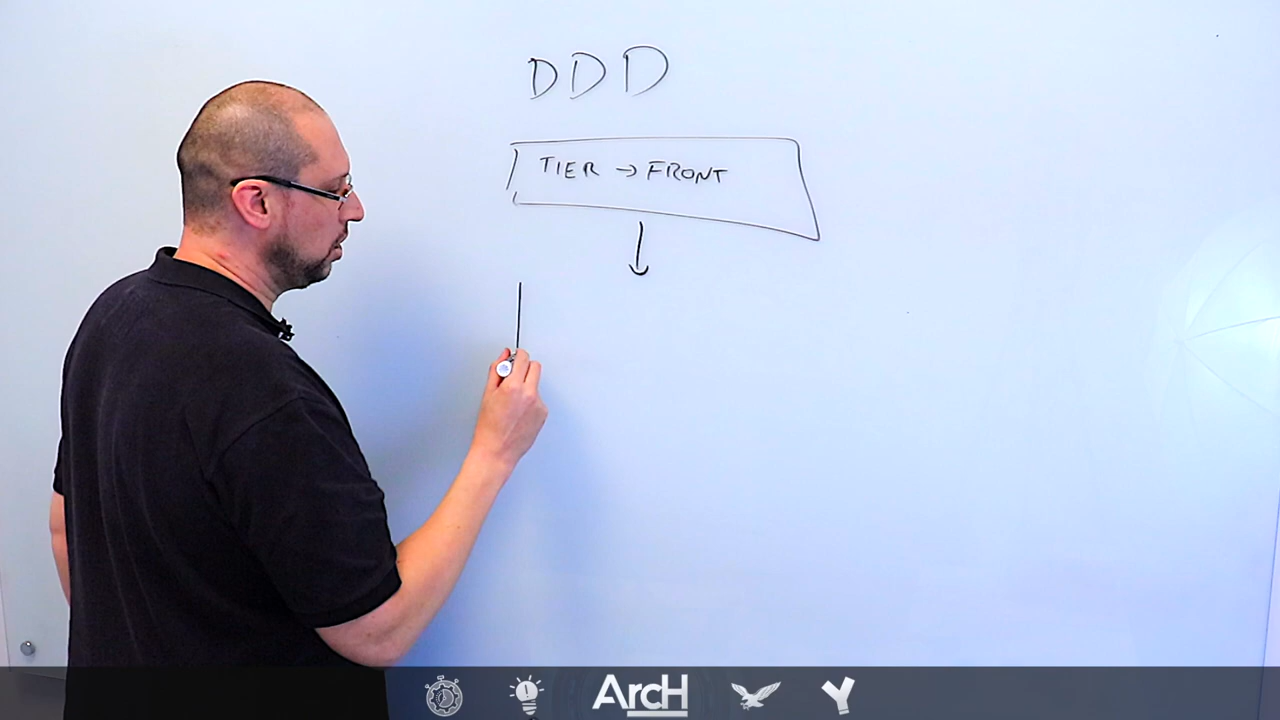 DDD
TIER → FRONT
ArcH